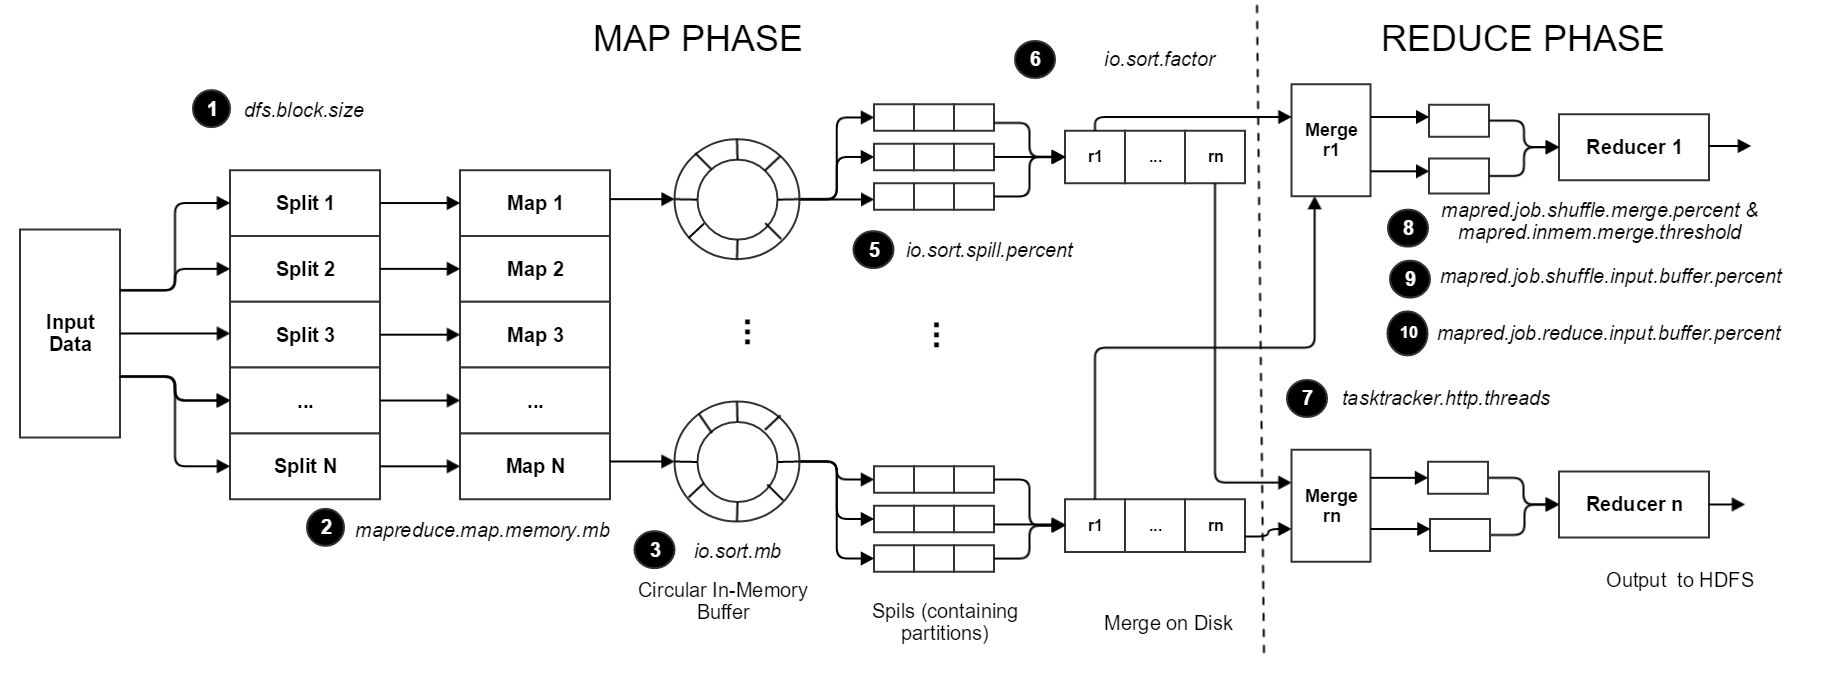 MAP PHASE
REDUCE PHASE
1 dfs.block.size
6 io.sort.factor
Input
Data
Split 1
Split 2
Split 3
...
Split N
Map 1
Map 2
Map 3
...
Map N
2 mapreduce.map.memory.mb
3 io.sort.mb
Circular In-Memory
Buffer
5 io.sort.spill.percent
Spils (containing
partitions)
r1 ... rn
r1 ... rn
Merge on Disk
Merge
r1
Reducer 1
8 mapred.job.shuffle.merge.percent &
mapred.inmem.merge.threshold
9 mapred.job.shuffle.input.buffer.percent
10 mapred.job.reduce.input.buffer.percent
7 tasktracker.http.threads
Merge
rn
Reducer n
Output to HDFS